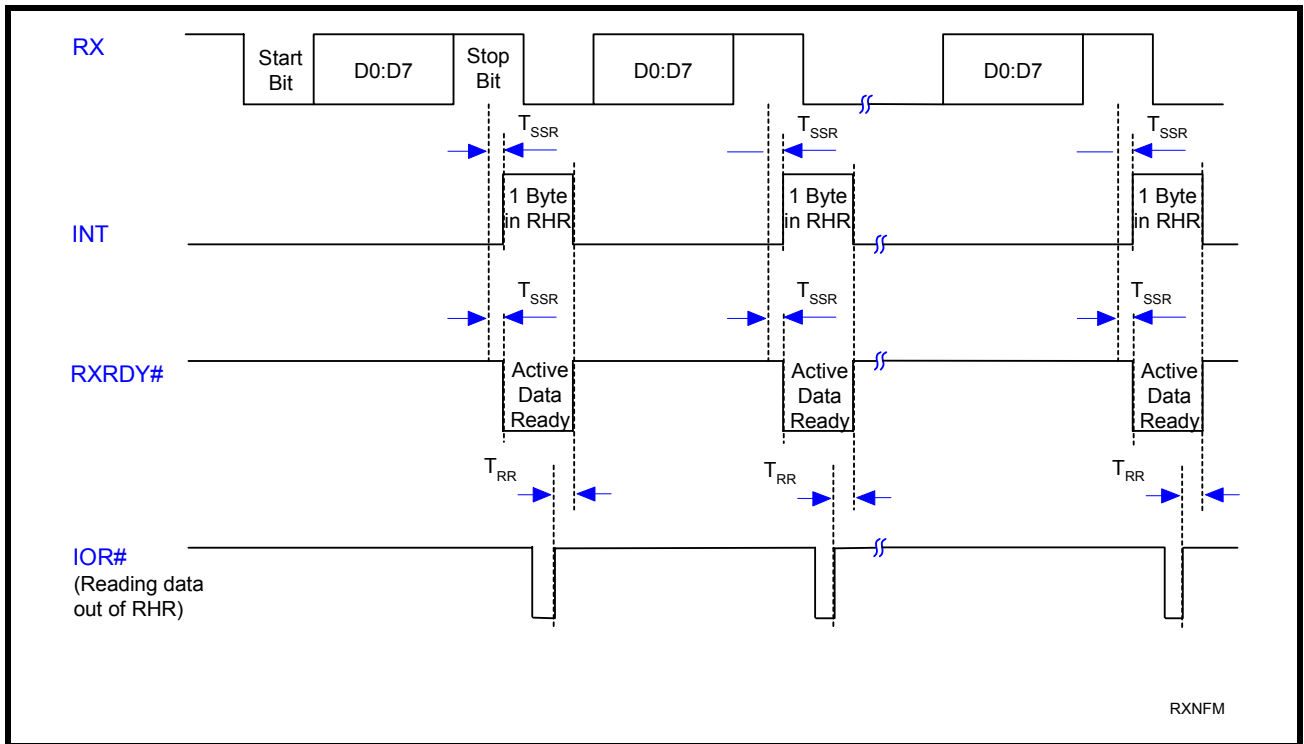 RX
Start
Bit
D0:D7
Stop
Bit
D0:D7
D0:D7
TSSR
TSSR
TSSR
INT
1 Byte
in RHR
1 Byte
in RHR
1 Byte
in RHR
TSSR
TSSR
TSSR
RXRDY#
Active
Data
Ready
Active
Data
Ready
Active
Data
Ready
TRR
TRR
TRR
IOR#
(Reading data
out of RHR)
RXNFM